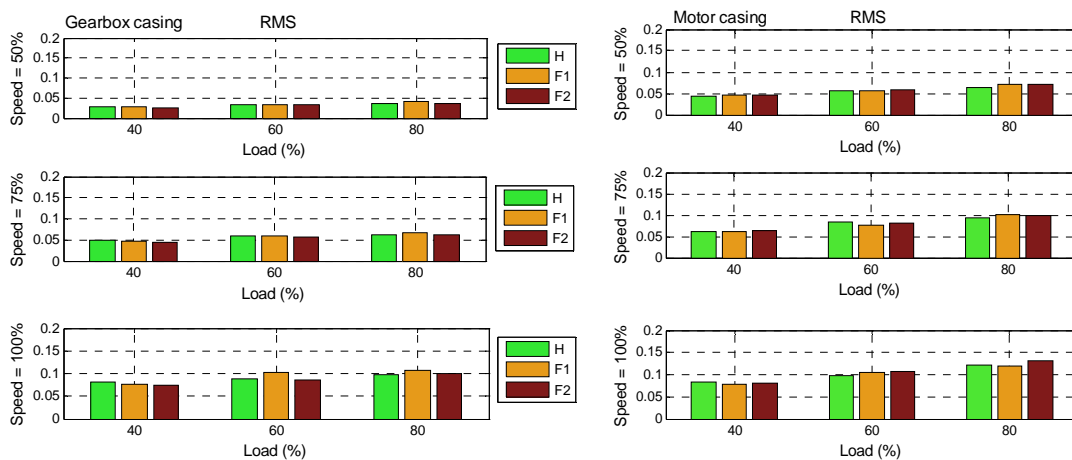 Gearbox casing RMS
Speed = 50%
0.2
0.15
0.1
0.05
0
40 60 80
Load (%)
H
F1
F2
Speed = 75%
0.2
0.15
0.1
0.05
0
40 60 80
Load (%)
H
F1
F2
Speed = 100%
0.2
0.15
0.1
0.05
0
40 60 80
Load (%)
H
F1
F2
Motor casing RMS
Speed = 50%
0.2
0.15
0.1
0.05
0
40 60 80
Load (%)
Speed = 75%
0.2
0.15
0.1
0.05
0
40 60 80
Load (%)
Speed = 100%
0.2
0.15
0.1
0.05
0
40 60 80
Load (%)